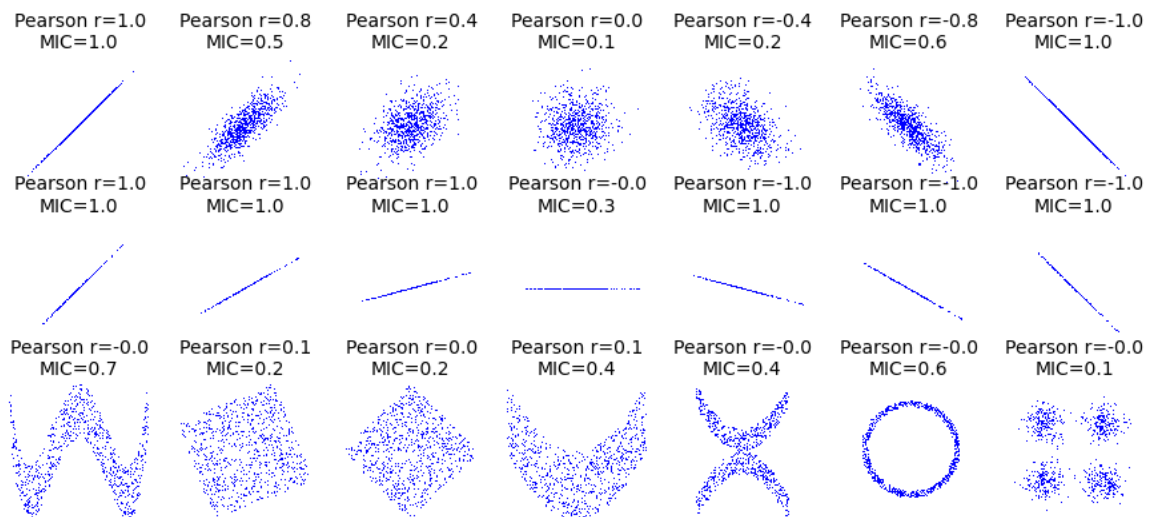 Pearson r=1.0 Pearson r=0.8 Pearson r=0.4 Pearson r=0.0 Pearson r=-0.4 Pearson r=-0.8 Pearson r=-1.0
MIC=1.0 MIC=0.5 MIC=0.2 MIC=0.1 MIC=0.2 MIC=0.6 MIC=1.0
Pearson r=1.0 Pearson r=1.0 Pearson r=1.0 Pearson r=-0.0 Pearson r=-1.0 Pearson r=-1.0 Pearson r=-1.0
MIC=1.0 MIC=1.0 MIC=1.0 MIC=0.3 MIC=1.0 MIC=1.0 MIC=1.0
Pearson r=-0.0 Pearson r=0.1 Pearson r=0.0 Pearson r=0.1 Pearson r=-0.0 Pearson r=-0.0 Pearson r=-0.0
MIC=0.7 MIC=0.2 MIC=0.2 MIC=0.4 MIC=0.4 MIC=0.6 MIC=0.1